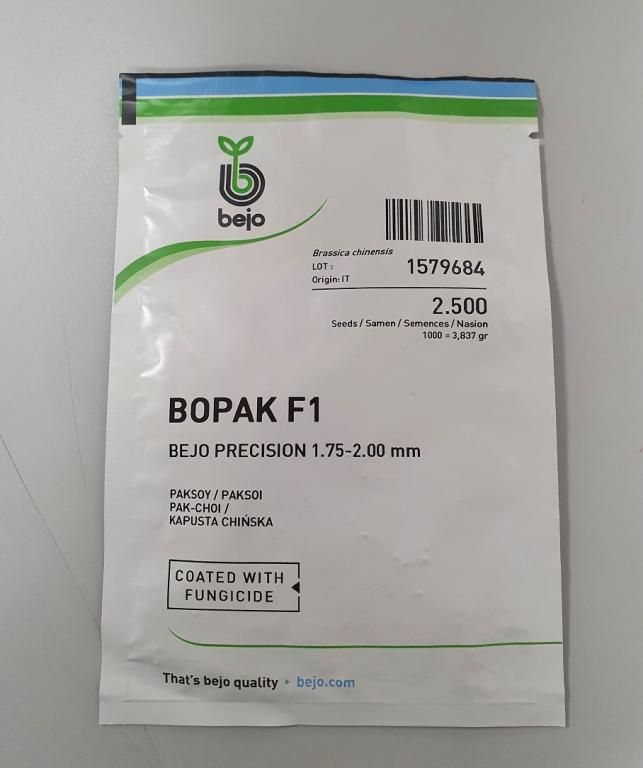 bejo
Brassica chinensis
LOT : 1579684
Origin: IT
2.500
Seeds / Samen / Semences / Nasion
1000 = 3,837 gr
BOPAK F1
BEJO PRECISION 1.75-2.00 mm
PAKSOY / PAKSOI
PAK-CHOI /
KAPUSTA CHIŃSKA
COATED WITH
FUNGICIDE
That's bejo quality ‣ bejo.com